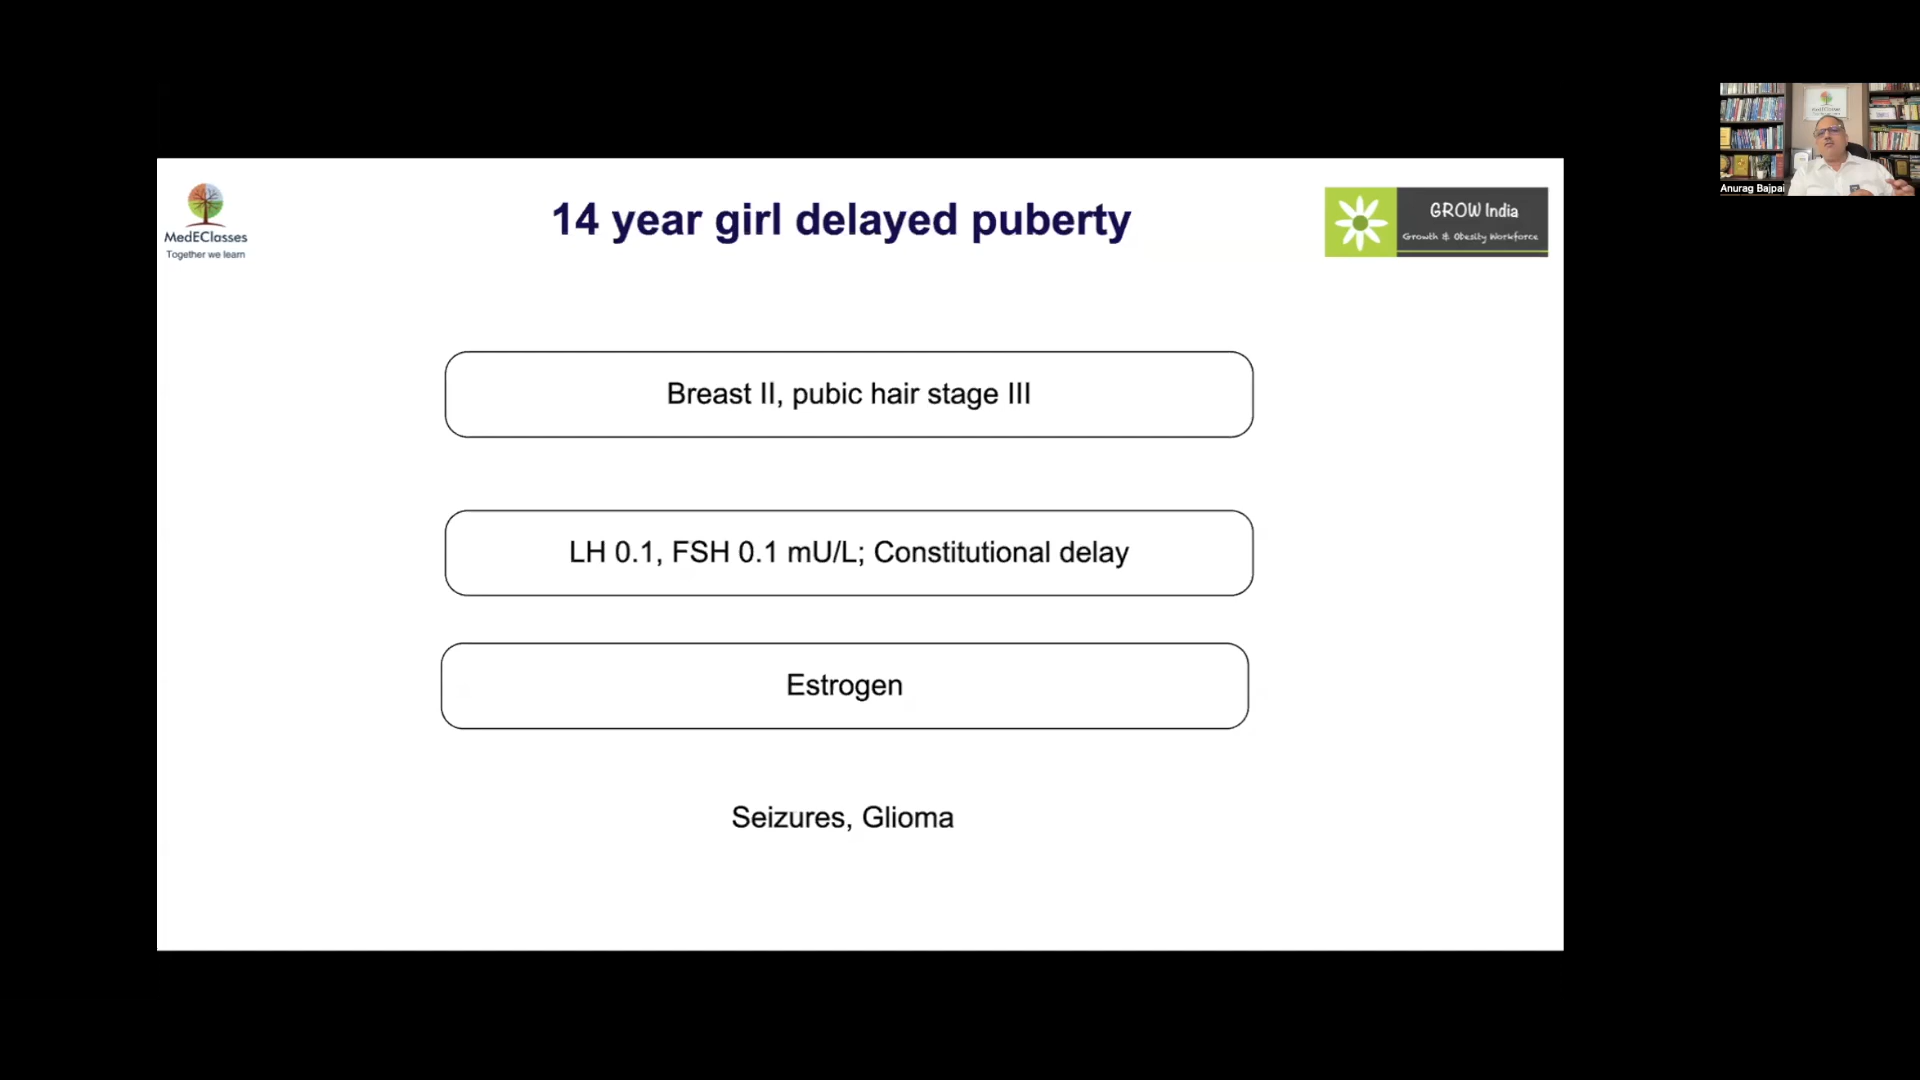 MedEClasses
Together we learn
14 year girl delayed puberty
GROW India
Growth & Obesity Workforce
Anurag Bajpai
Breast II, pubic hair stage III
LH 0.1, FSH 0.1 mU/L; Constitutional delay
Estrogen
Seizures, Glioma